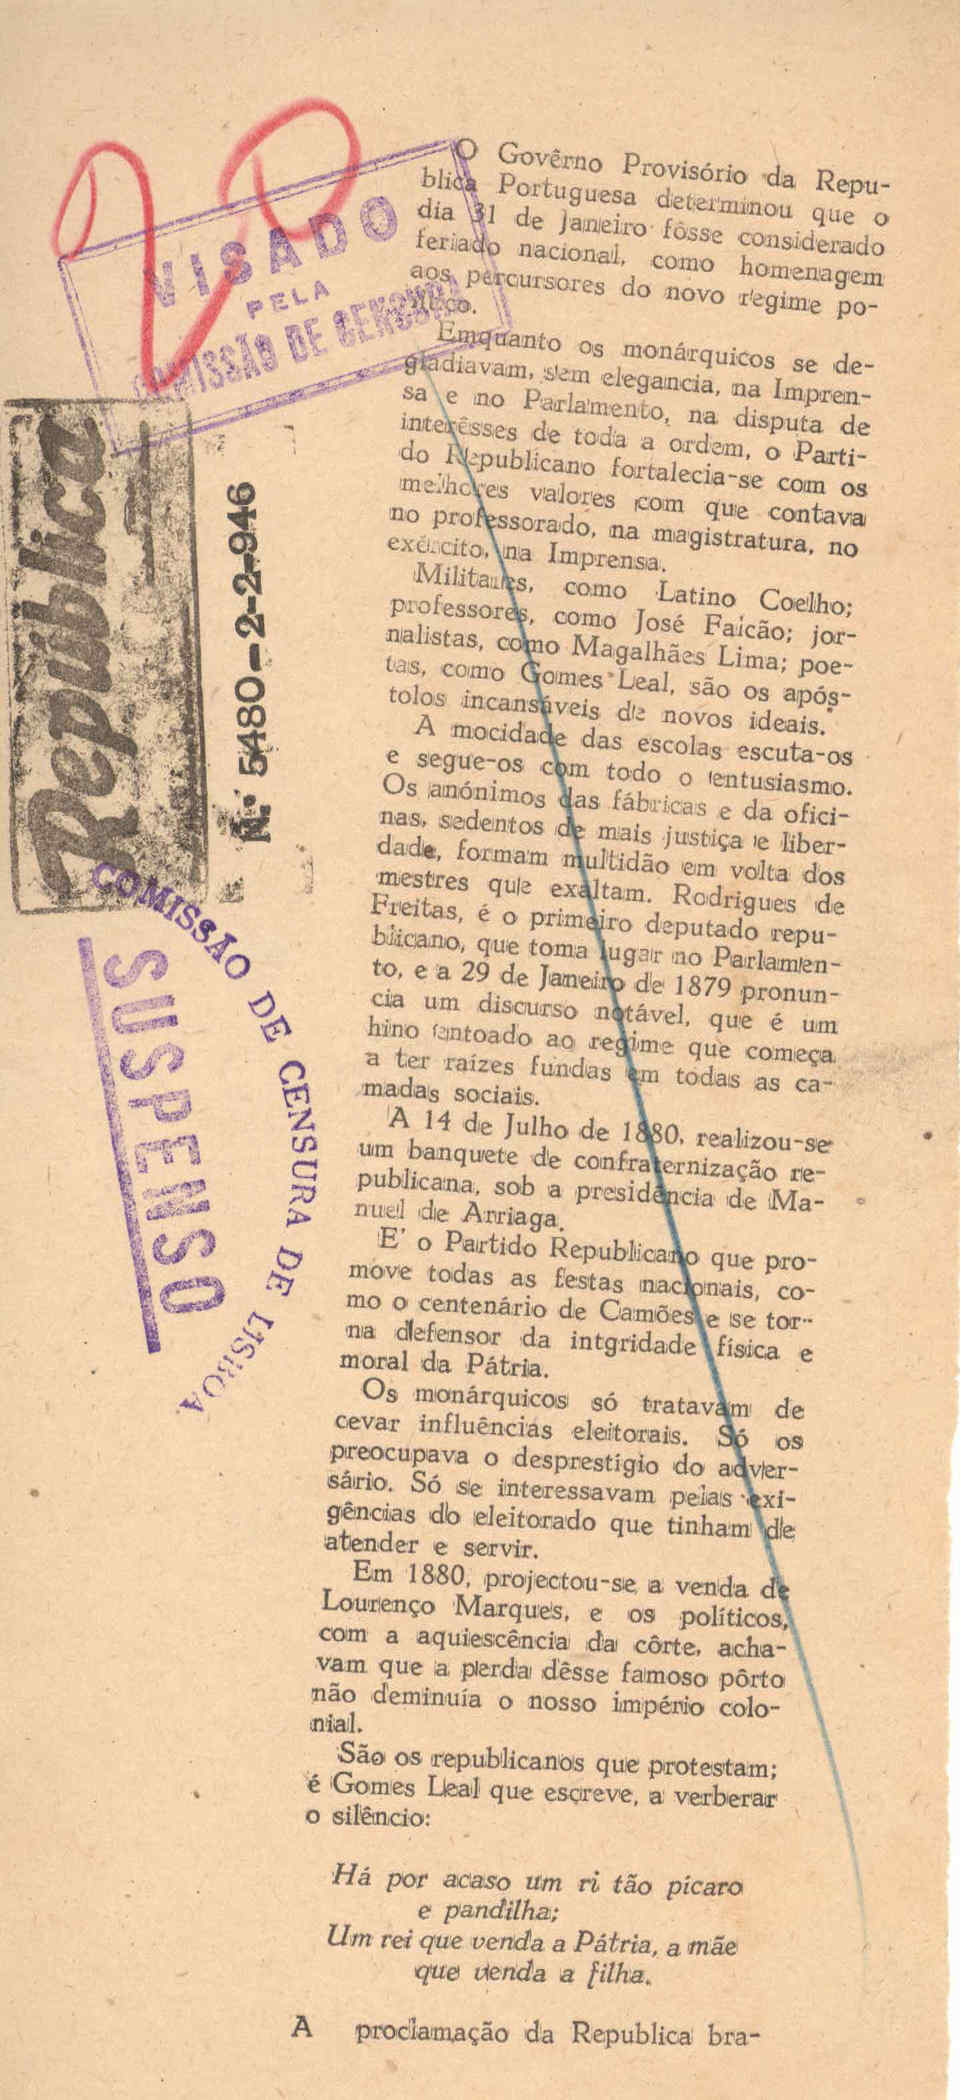 20
VISADO
PELA
COMISSÃO DE CENSURA
República
N.º 5480-2-2-946
COMISSÃO DE CENSURA DE LISBOA
SUSPENSO
O Govêrno Provisório da Repu-
blica Portuguesa determinou que o
dia 31 de Janeiro fôsse considerado
feriado nacional, como homenagem
aos percursores do novo regime po-
lítico.
Emquanto os monárquicos se de-
gladiavam, sem elegancia, na Impren-
sa e no Parlamento, na disputa de
interêsses de toda a ordem, o Parti-
do Republicano fortalecia-se com os
melhores valores com que contava
no professorado, na magistratura, no
exército, na Imprensa.
Militares, como Latino Coelho;
professores, como José Falcão; jor-
nalistas, como Magalhães Lima; poe-
tas, como Gomes Leal, são os após-
tolos incansáveis de novos ideais.
A mocidade das escolas escuta-os
e segue-os com todo o entusiasmo.
Os anónimos das fábricas e da ofici-
nas, sedentos de mais justiça e liber-
dade, formam multidão em volta dos
mestres que exaltam. Rodrigues de
Freitas, é o primeiro deputado repu-
blicano, que toma lugar no Parlamen-
to, e a 29 de Janeiro de 1879 pronun-
cia um discurso notável, que é um
hino entoado ao regime que começa
a ter raízes fundas em todas as ca-
madas sociais.
A 14 de Julho de 1880, realizou-se
um banquete de confraternização re-
publicana, sob a presidência de Ma-
nuel de Arriaga.
E' o Partido Republicano que pro-
move todas as festas nacionais, co-
mo o centenário de Camões e se tor-
na defensor da intgridade física e
moral da Pátria.
Os monárquicos só tratavam de
cevar influências eleitorais. Só os
preocupava o desprestígio do adver-
sário. Só se interessavam pelas exi-
gências do eleitorado que tinham de
atender e servir.
Em 1880, projectou-se a venda de
Lourenço Marques, e os políticos,
com a aquiescência da côrte, acha-
vam que a perda dêsse famoso pôrto
não deminuía o nosso império colo-
nial.
São os republicanos que protestam;
é Gomes Leal que escreve, a verberar
o silêncio:
Há por acaso um ri tão pícaro
e pandilha;
Um rei que venda a Pátria, a mãe
que venda a filha.
A proclamação da Republica bra-